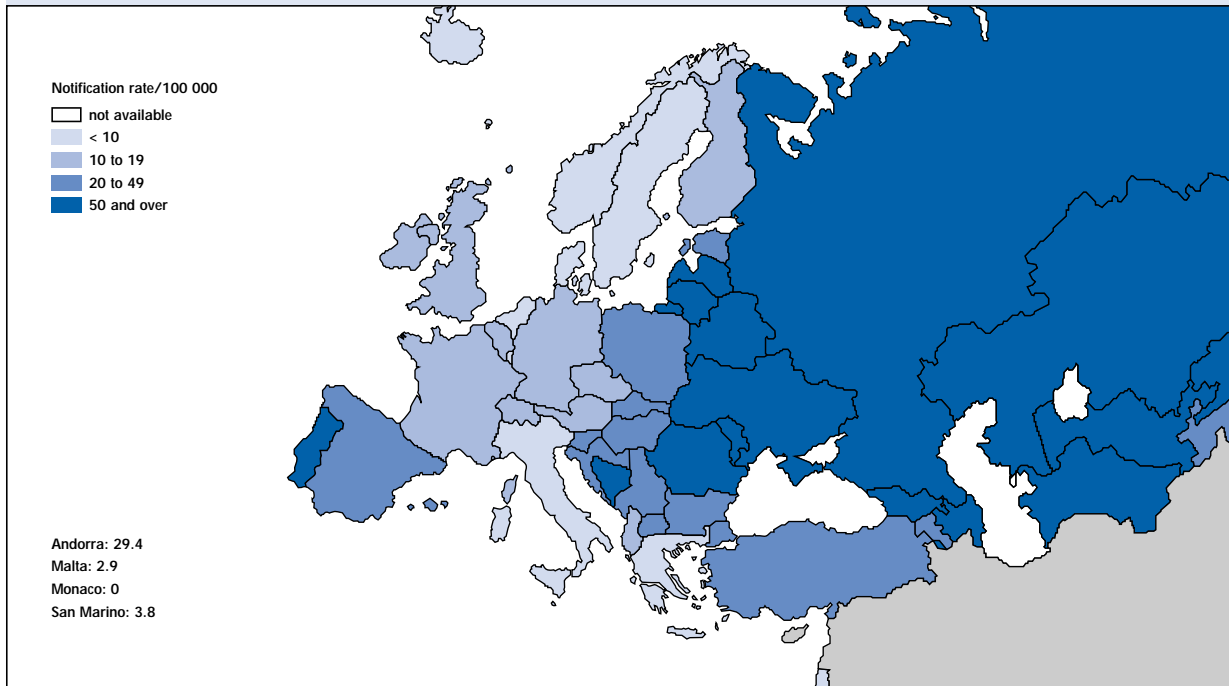 Notification rate/100 000
not available
< 10
10 to 19
20 to 49
50 and over
Andorra: 29.4
Malta: 2.9
Monaco: 0
San Marino: 3.8